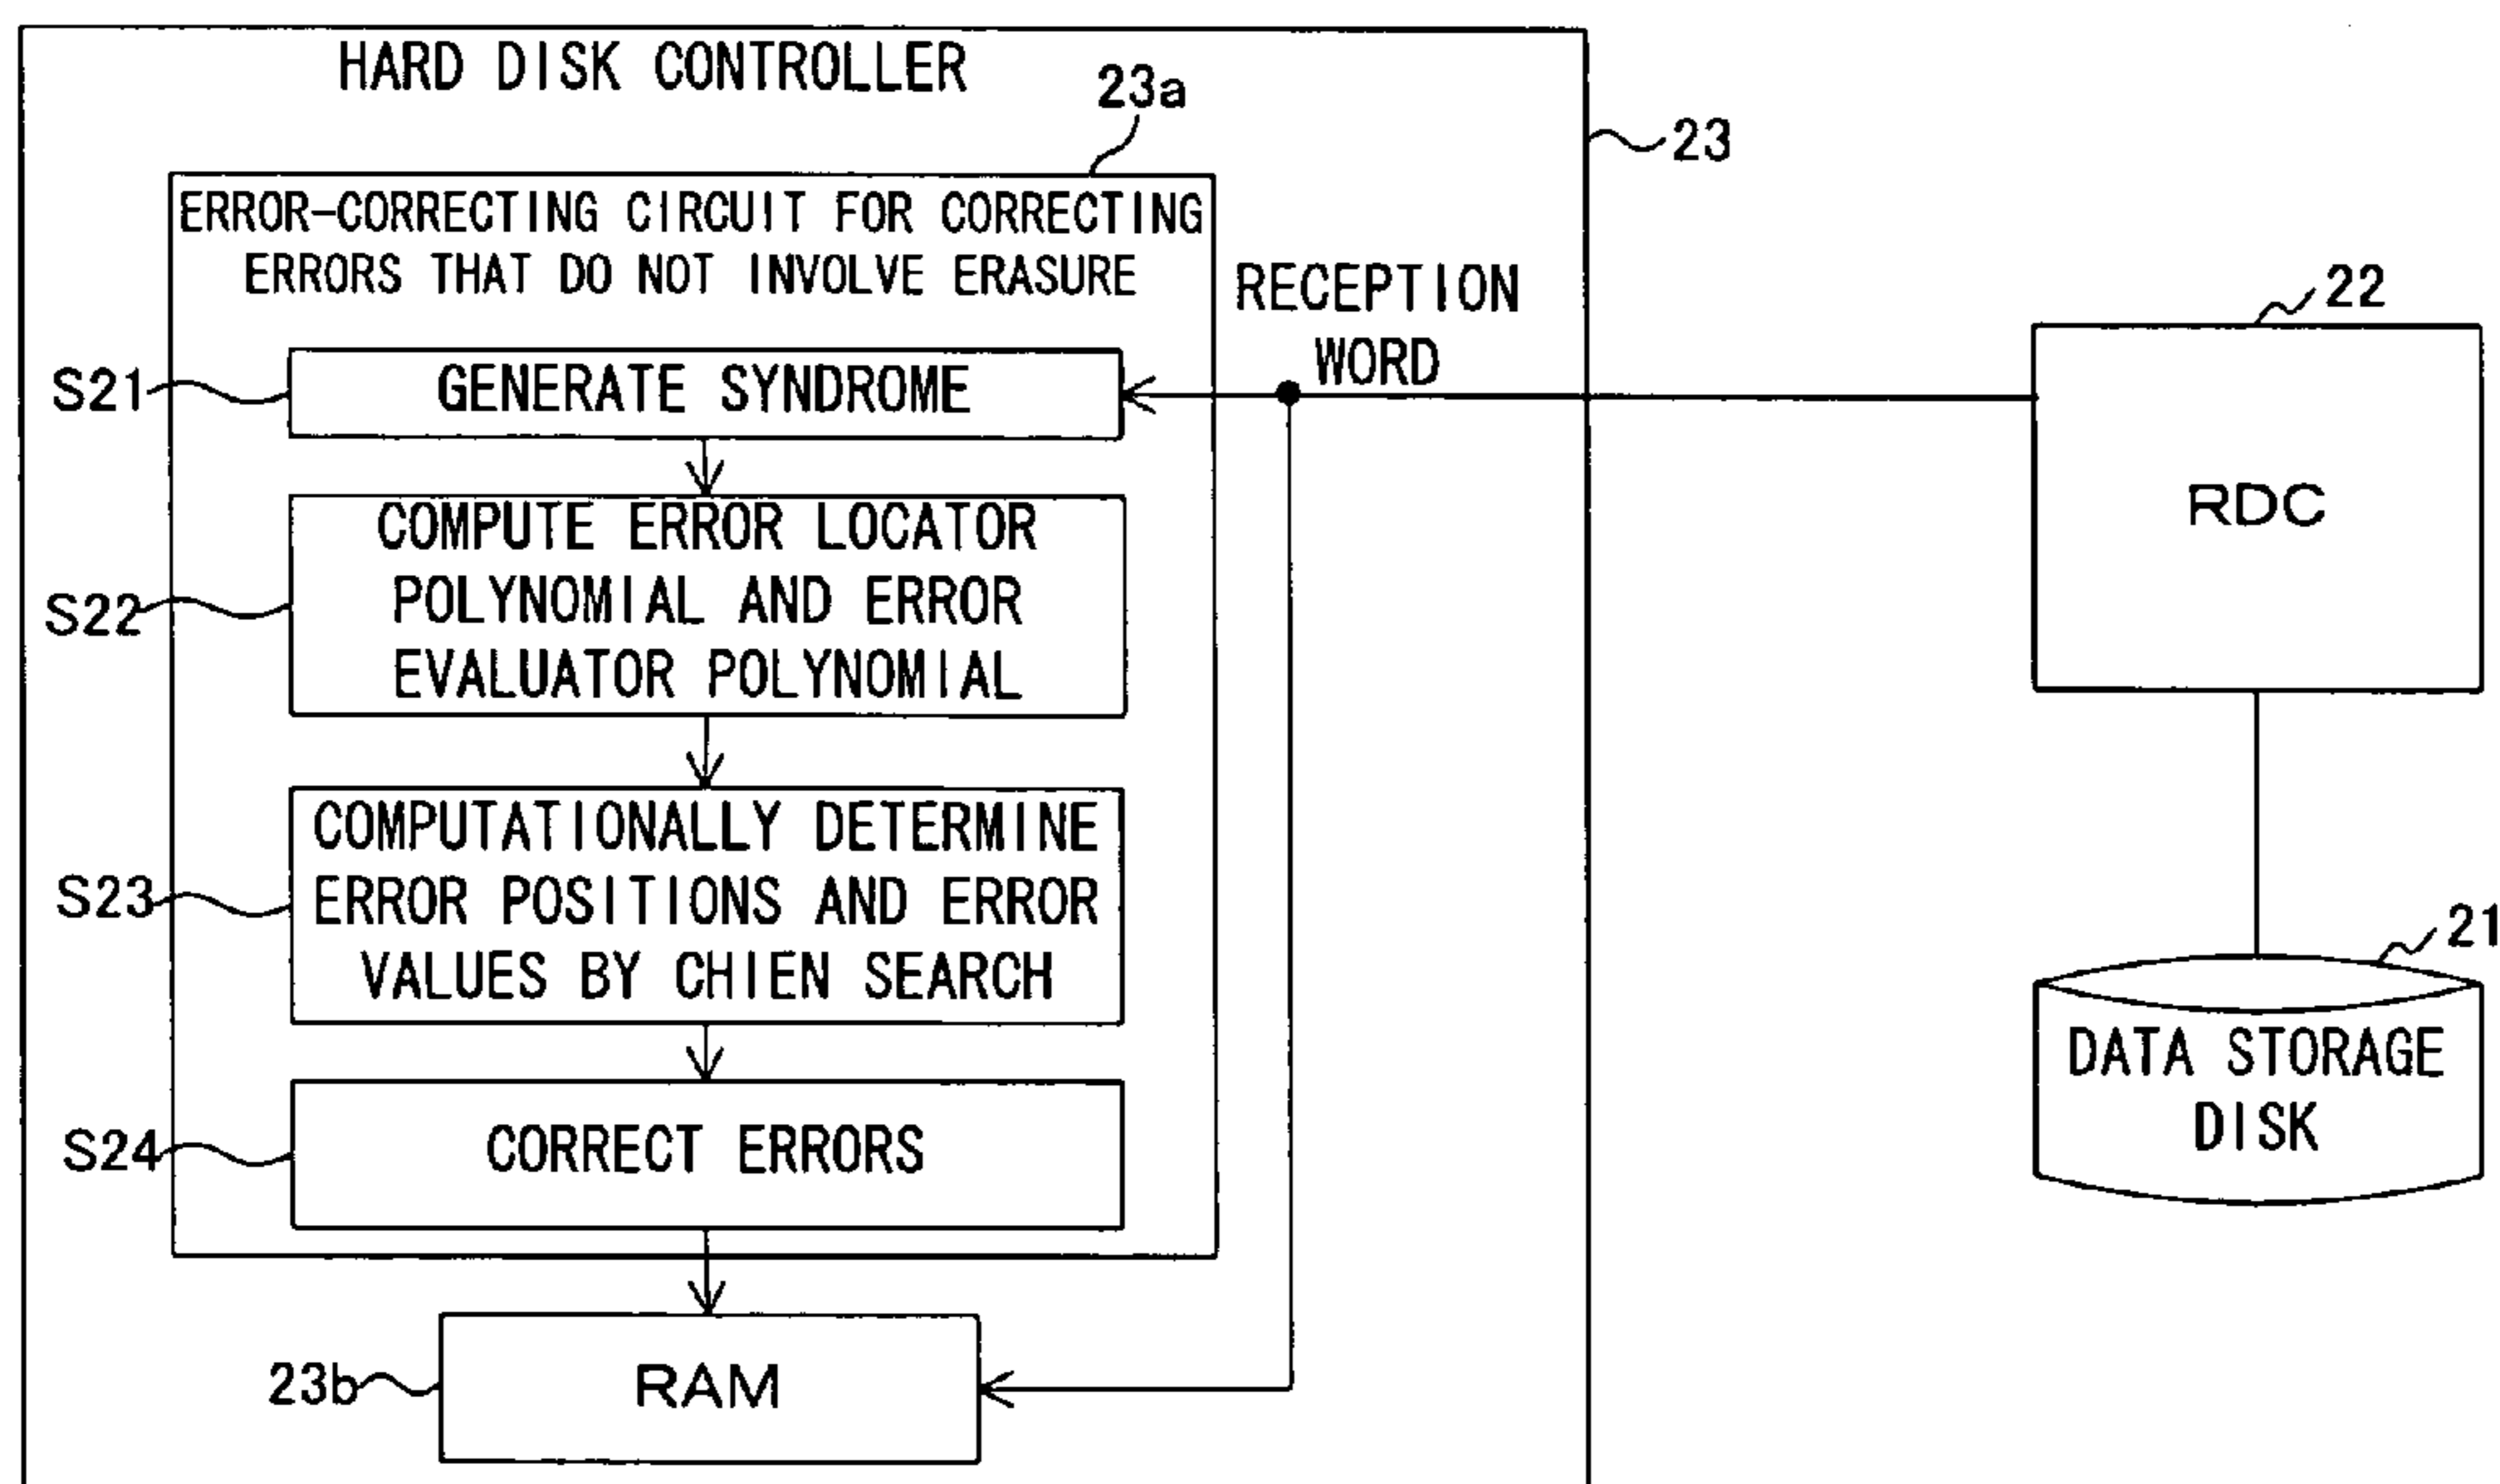 HARD DISK CONTROLLER
23a
23
ERROR-CORRECTING CIRCUIT FOR CORRECTING
ERRORS THAT DO NOT INVOLVE ERASURE
RECEPTION
WORD
22
S21
GENERATE SYNDROME
RDC
S22
COMPUTE ERROR LOCATOR
POLYNOMIAL AND ERROR
EVALUATOR POLYNOMIAL
S23
COMPUTATIONALLY DETERMINE
ERROR POSITIONS AND ERROR
VALUES BY CHIEN SEARCH
21
DATA STORAGE
DISK
S24
CORRECT ERRORS
23b
RAM